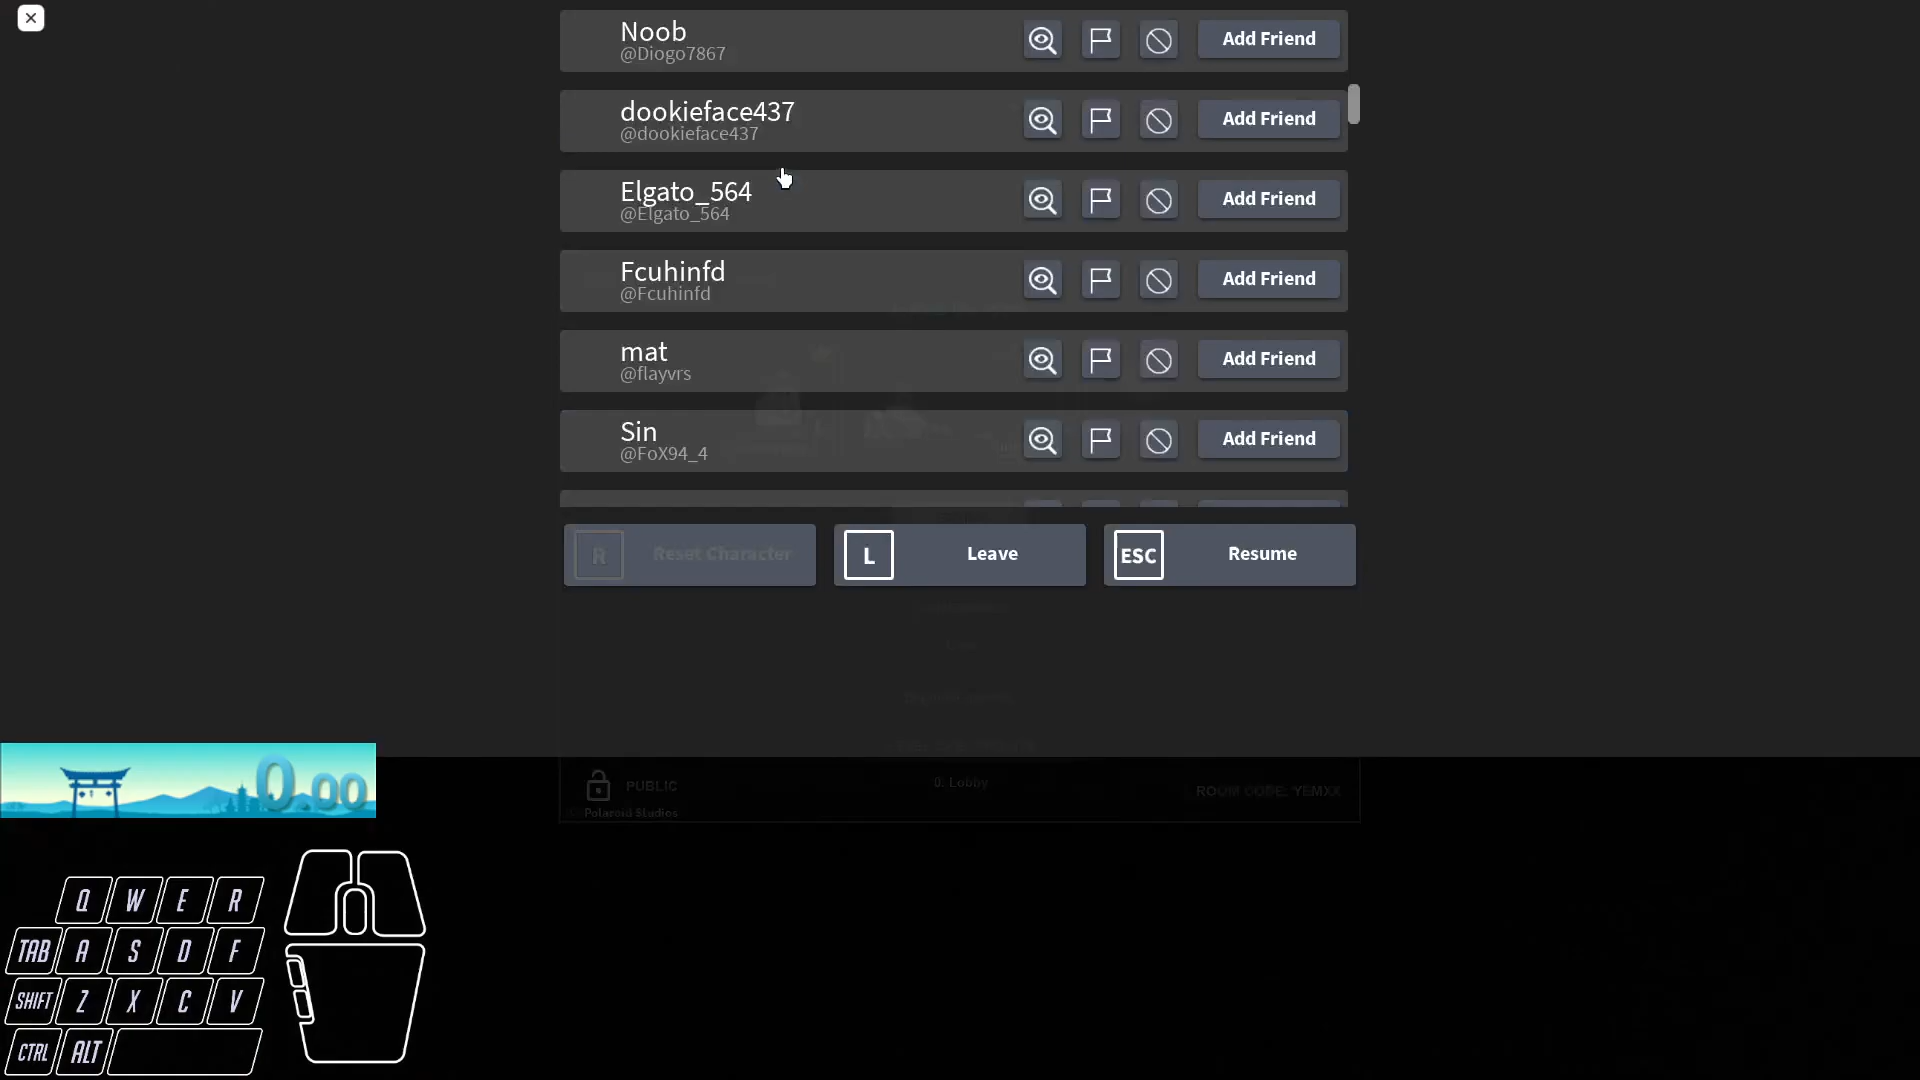 Noob
@Diogo7867
Add Friend
dookieface437
@dookieface437
Add Friend
Elgato_564
@Elgato_564
Add Friend
Fcuhinfd
@Fcuhinfd
Add Friend
mat
@flayvrs
Add Friend
Sin
@FoX94_4
Add Friend
R Reset Character
L Leave
ESC Resume
PUBLIC
0. Lobby
ROOM CODE: YEMXX
Polaroid Studios
0.00
Q W E R
TAB A S D F
SHIFT Z X C V
CTRL ALT